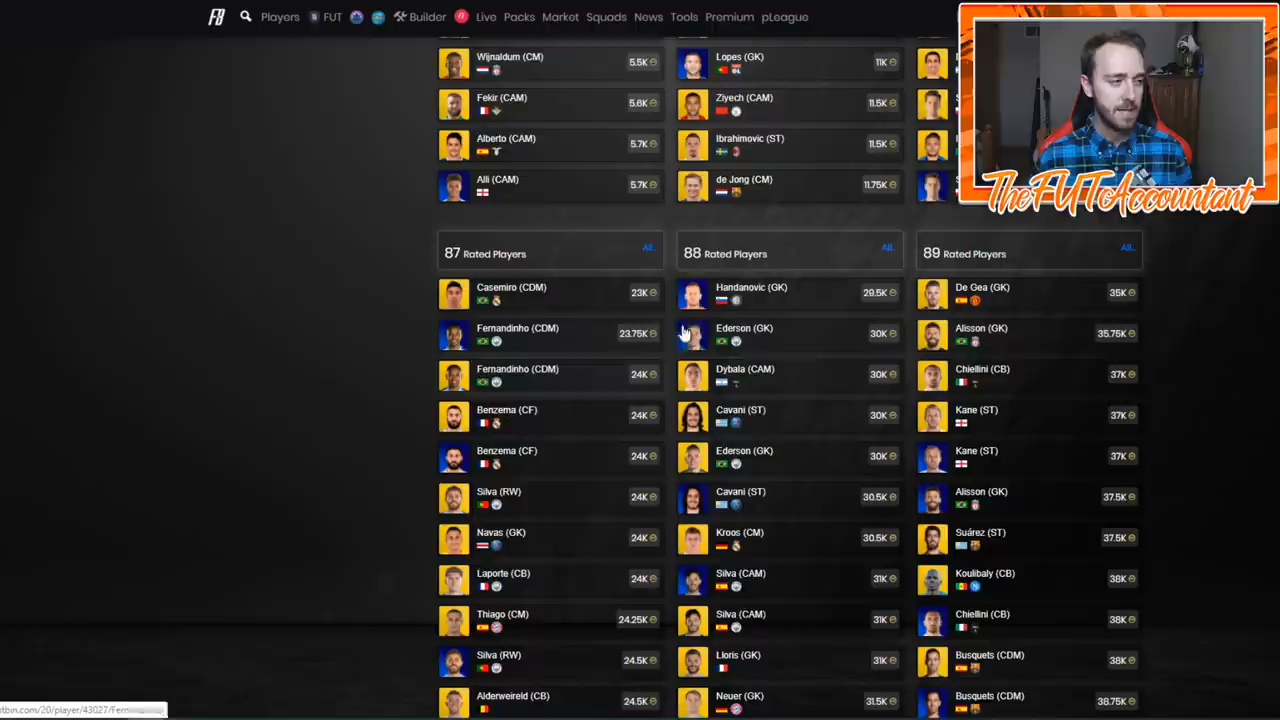 F8 Players FUT Builder Live Packs Market Squads News Tools Premium pLeague
Wijnaldum (CM) 5.5K
Fekir (CAM) 5.6K
Alberto (CAM) 5.7K
Alli (CAM) 5.7K
Lopes (GK) 11K
Ziyech (CAM) 11.5K
Ibrahimovic (ST) 11.5K
de Jong (CM) 11.75K
TheFUTAccountant
87 Rated Players All.
Casemiro (CDM) 23K
Fernandinho (CDM) 23.75K
Fernandinho (CDM) 24K
Benzema (CF) 24K
Benzema (CF) 24K
Silva (RW) 24K
Navas (GK) 24K
Laporte (CB) 24K
Thiago (CM) 24.25K
Silva (RW) 24.5K
Alderweireld (CB) 24.5K
88 Rated Players All.
Handanovic (GK) 29.5K
Ederson (GK) 30K
Dybala (CAM) 30K
Cavani (ST) 30K
Ederson (GK) 30K
Cavani (ST) 30.5K
Kroos (CM) 30.5K
Silva (CAM) 31K
Silva (CAM) 31K
Lloris (GK) 31K
Neuer (GK) 31.5K
89 Rated Players All.
De Gea (GK) 35K
Alisson (GK) 35.75K
Chiellini (CB) 37K
Kane (ST) 37K
Kane (ST) 37K
Alisson (GK) 37.5K
Suárez (ST) 37.5K
Koulibaly (CB) 38K
Chiellini (CB) 38K
Busquets (CDM) 38K
Busquets (CDM) 38.75K